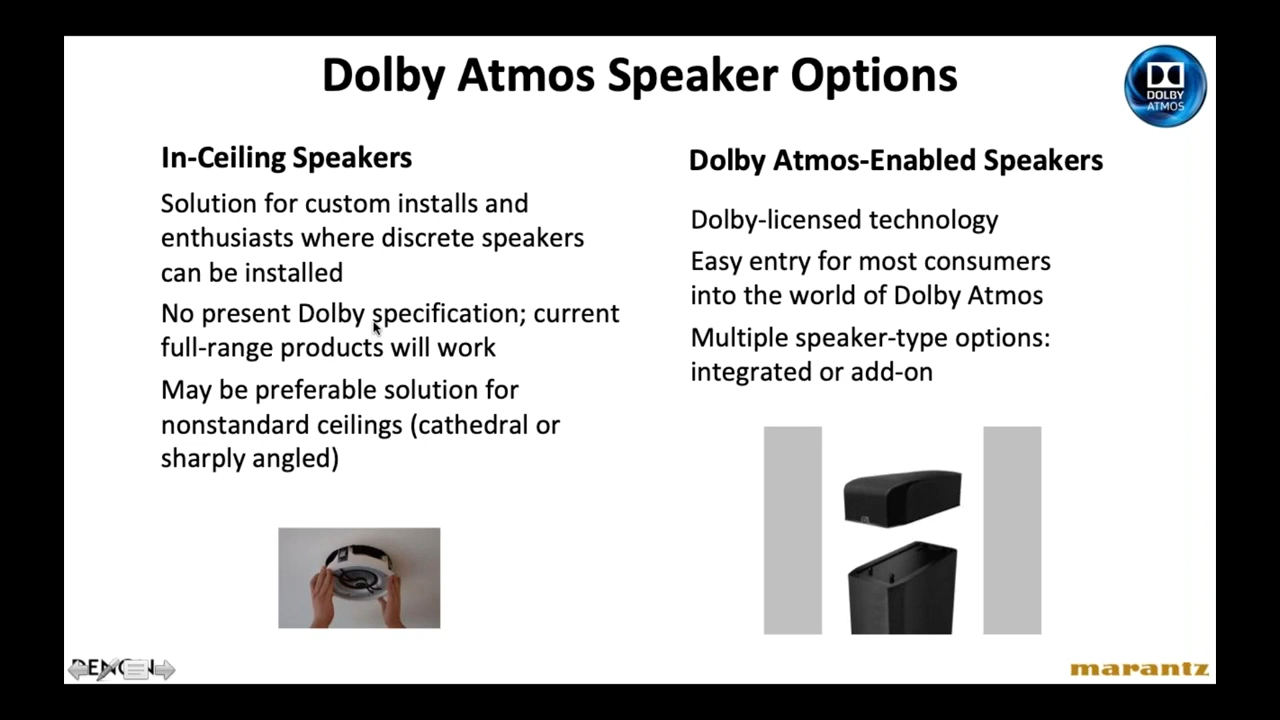 Dolby Atmos Speaker Options
DOLBY
ATMOS
In-Ceiling Speakers
Solution for custom installs and
enthusiasts where discrete speakers
can be installed
No present Dolby specification; current
full-range products will work
May be preferable solution for
nonstandard ceilings (cathedral or
sharply angled)
Dolby Atmos-Enabled Speakers
Dolby-licensed technology
Easy entry for most consumers
into the world of Dolby Atmos
Multiple speaker-type options:
integrated or add-on
DENON
marantz